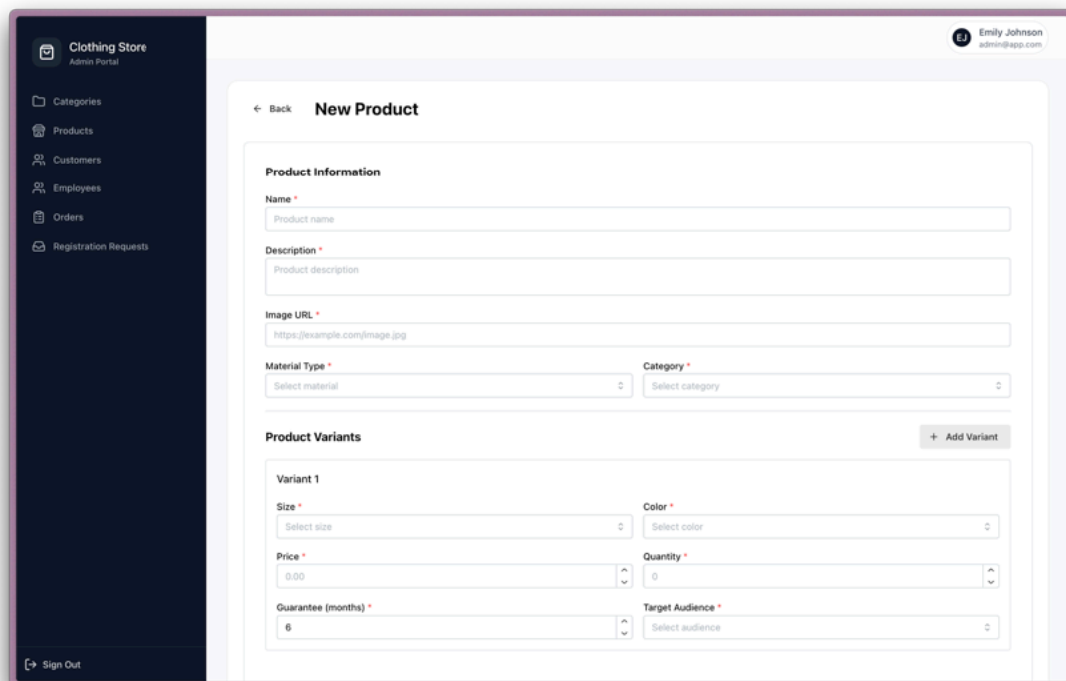 Clothing Store
Admin Portal
Categories
Products
Customers
Employees
Orders
Registration Requests
Sign Out
EJ
Emily Johnson
admin@app.com
← Back
New Product
Product Information
Name *
Product name
Description *
Product description
Image URL *
https://example.com/image.jpg
Material Type * Category *
Select material Select category
Product Variants + Add Variant
Variant 1
Size * Color *
Select size Select color
Price * Quantity *
0.00 0
Guarantee (months) * Target Audience *
6 Select audience